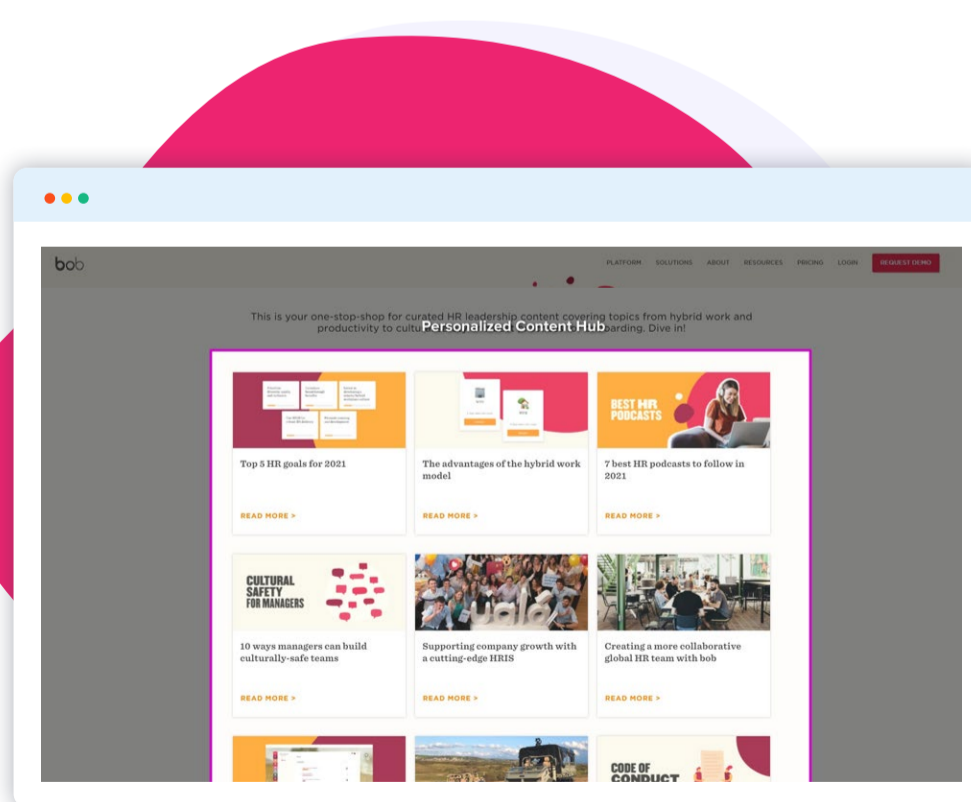 bob
PLATFORM SOLUTIONS ABOUT RESOURCES PRICING LOGIN REQUEST DEMO
This is your one-stop-shop for curated HR leadership content covering topics from hybrid work and
productivity to cultu
Personalized Content Hub
barding. Dive in!
Top 5 HR goals for 2021
READ MORE >
The advantages of the hybrid work
model
READ MORE >
BEST HR
PODCASTS
7 best HR podcasts to follow in
2021
READ MORE >
CULTURAL
SAFETY
FOR MANAGERS
10 ways managers can build
culturally-safe teams
READ MORE >
ualá
Supporting company growth with
a cutting-edge HRIS
READ MORE >
Creating a more collaborative
global HR team with bob
READ MORE >
CODE OF
CONDUCT